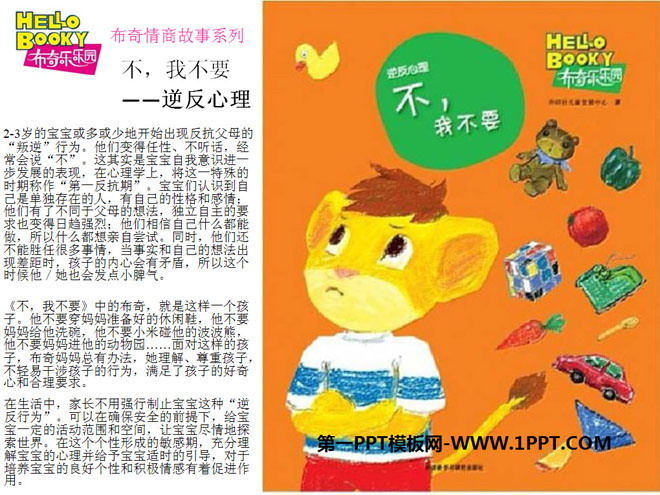 HELLO
BOOKY
布奇乐乐园
布奇情商故事系列
不，我不要
——逆反心理
2-3岁的宝宝或多或少地开始出现反抗父母的
“叛逆”行为。他们变得任性、不听话，经
常会说“不”。这其实是宝宝自我意识进一
步发展的表现，在心理学上，将这一特殊的
时期称作“第一反抗期”。宝宝们认识到自
己是单独存在的人，有自己的性格和感情；
他们有了不同于父母的想法，独立自主的要
求也变得日趋强烈；他们相信自己什么都能
做，所以什么都想亲自尝试。同时，他们还
不能胜任很多事情，当事实和自己的想法出
现差距时，孩子的内心会有矛盾，所以这个
时候他／她也会发点小脾气。
《不，我不要》中的布奇，就是这样一个孩
子。他不要穿妈妈准备好的休闲鞋，他不要
妈妈给他洗碗，他不要小米碰他的波波熊，
他不要妈妈进他的动物园……面对这样的孩
子，布奇妈妈总有办法，她理解、尊重孩子，
不轻易干涉孩子的行为，满足了孩子的好奇
心和合理要求。
在生活中，家长不用强行制止宝宝这种“逆
反行为”。可以在确保安全的前提下，给宝
宝一定的活动范围和空间，让宝宝尽情地探
索世界。在这个个性形成的敏感期，充分理
解宝宝的心理并给予宝宝适时的引导，对于
培养宝宝的良好个性和积极情感有着促进作
用。
逆反心理
不，
我不要
HELLO
BOOKY
布奇乐乐园
外研社儿童发展中心 著
第一PPT模板网-WWW.1PPT.COM
外语教学与研究出版社